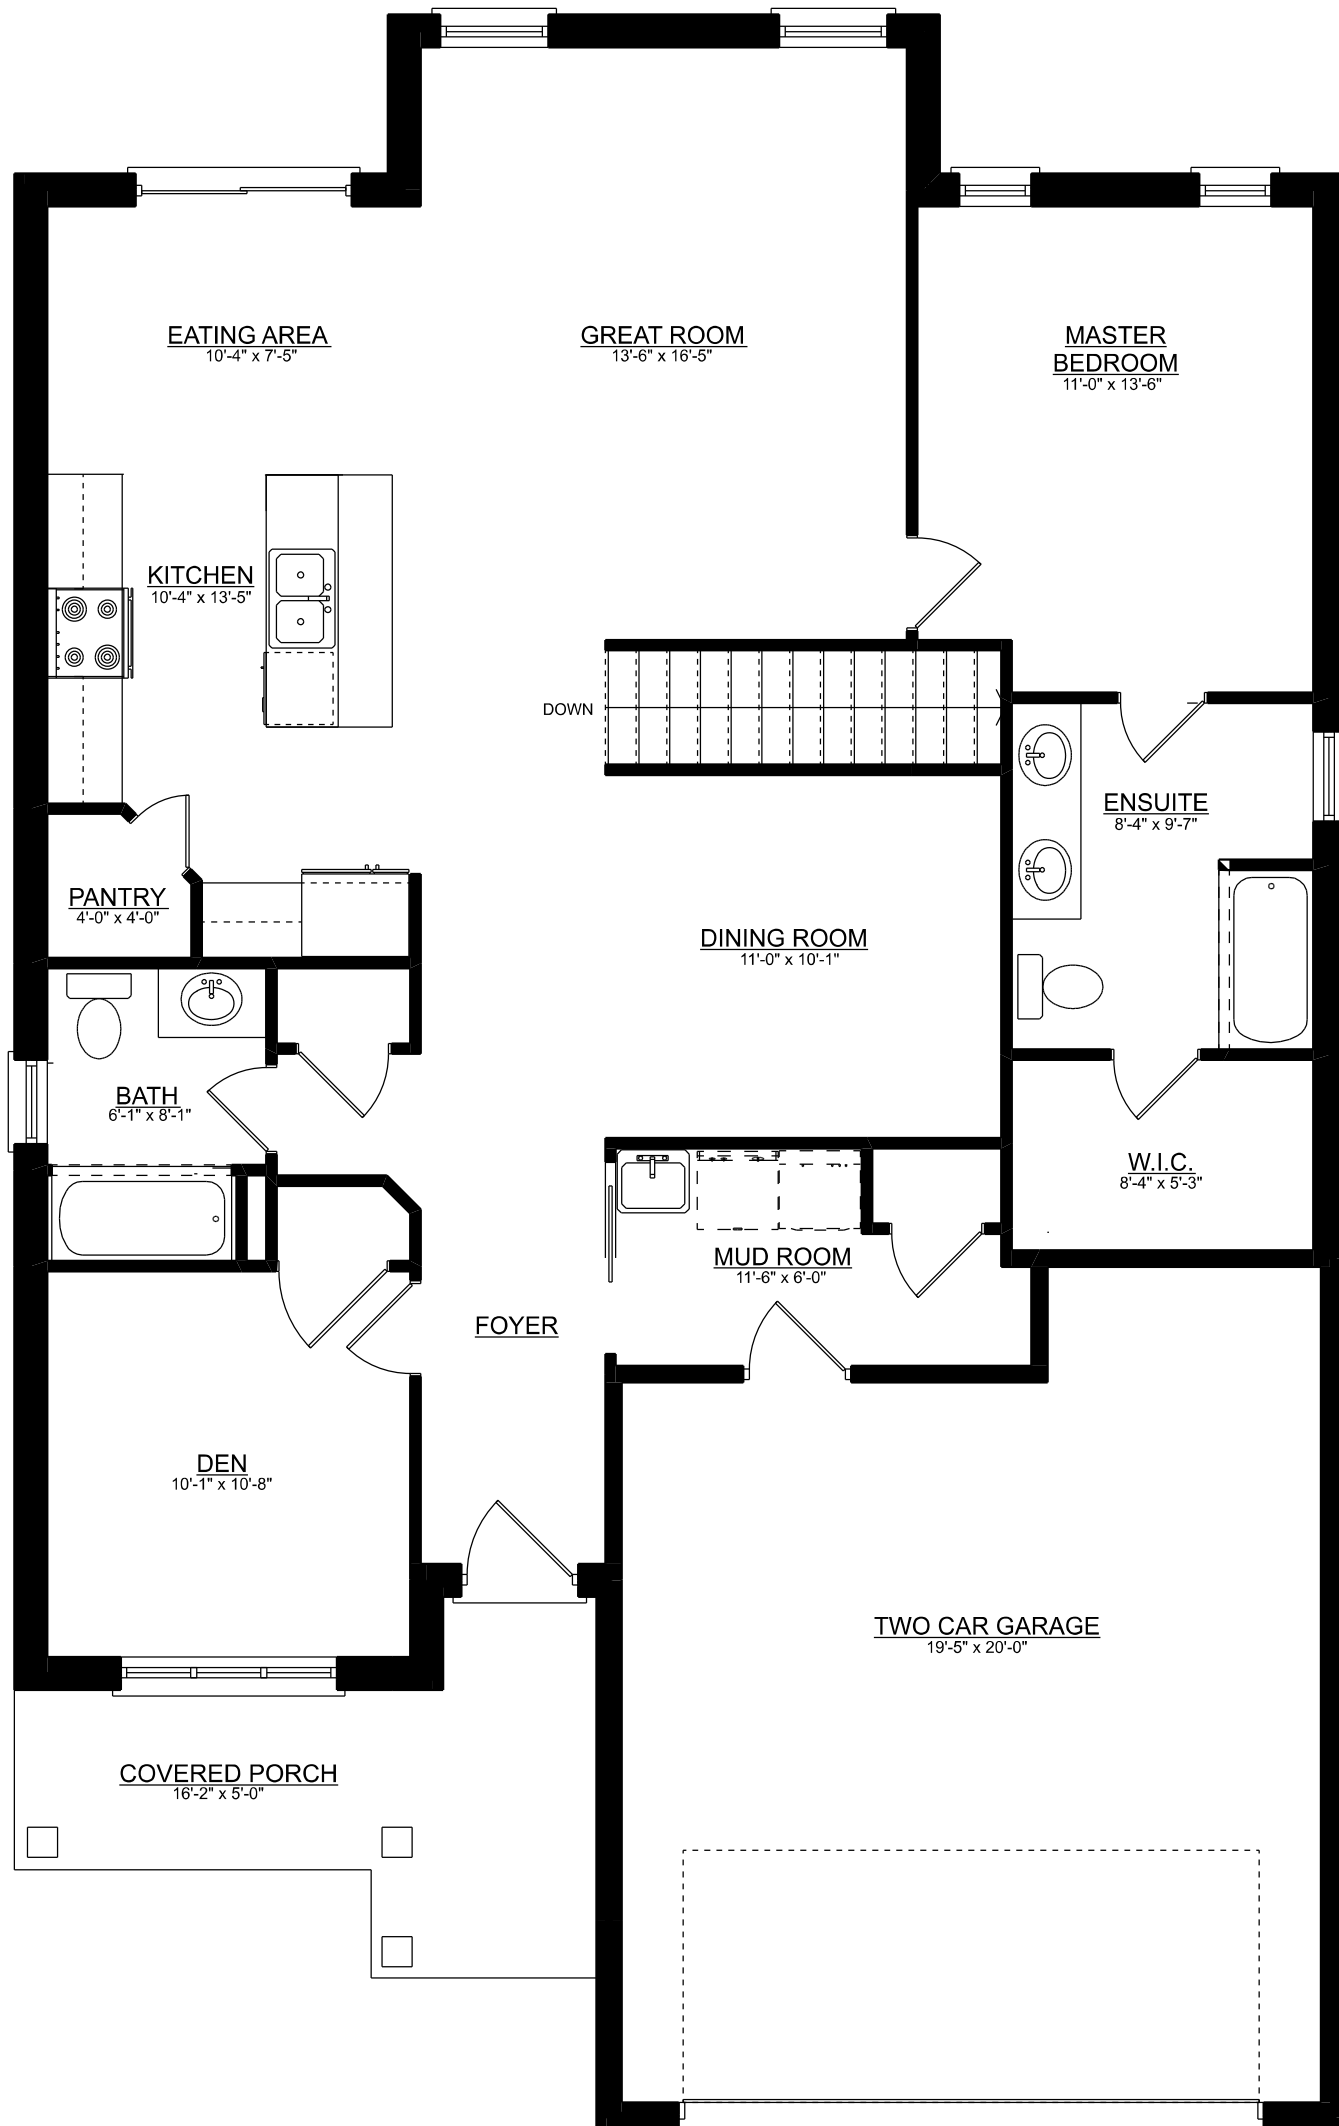 EATING AREA
10'-4" x 7'-5"
GREAT ROOM
13'-6" x 16'-5"
MASTER
BEDROOM
11'-0" x 13'-6"
KITCHEN
10'-4" x 13'-5"
DOWN
ENSUITE
8'-4" x 9'-7"
PANTRY
4'-0" x 4'-0"
DINING ROOM
11'-0" x 10'-1"
BATH
6'-1" x 8'-1"
W.I.C.
8'-4" x 5'-3"
MUD ROOM
11'-6" x 6'-0"
FOYER
DEN
10'-1" x 10'-8"
TWO CAR GARAGE
19'-5" x 20'-0"
COVERED PORCH
16'-2" x 5'-0"